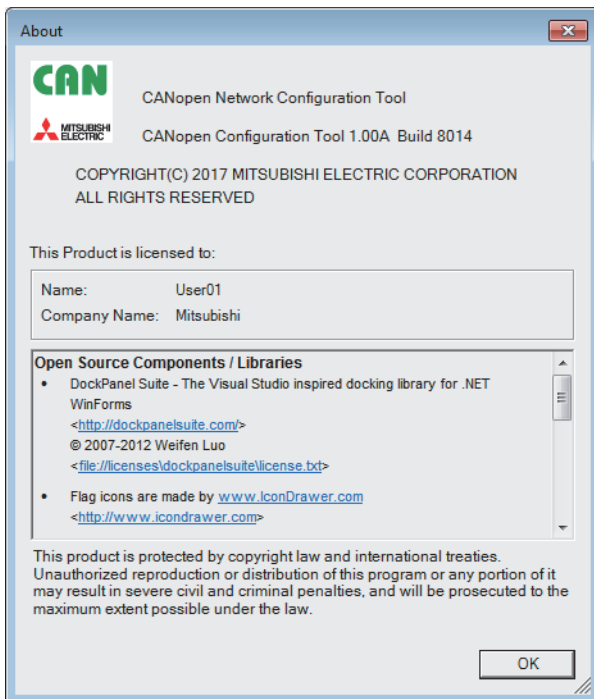 About
CAN
MITSUBISHI
ELECTRIC
CANopen Network Configuration Tool
CANopen Configuration Tool 1.00A Build 8014
COPYRIGHT(C) 2017 MITSUBISHI ELECTRIC CORPORATION
ALL RIGHTS RESERVED
This Product is licensed to:
Name: User01
Company Name: Mitsubishi
Open Source Components / Libraries
• DockPanel Suite - The Visual Studio inspired docking library for .NET
WinForms
<http://dockpanelsuite.com/>
© 2007-2012 Weifen Luo
<file://licenses\dockpanelsuite\license.txt>
• Flag icons are made by www.IconDrawer.com
<http://www.icondrawer.com>
This product is protected by copyright law and international treaties.
Unauthorized reproduction or distribution of this program or any portion of it
may result in severe civil and criminal penalties, and will be prosecuted to the
maximum extent possible under the law.
OK